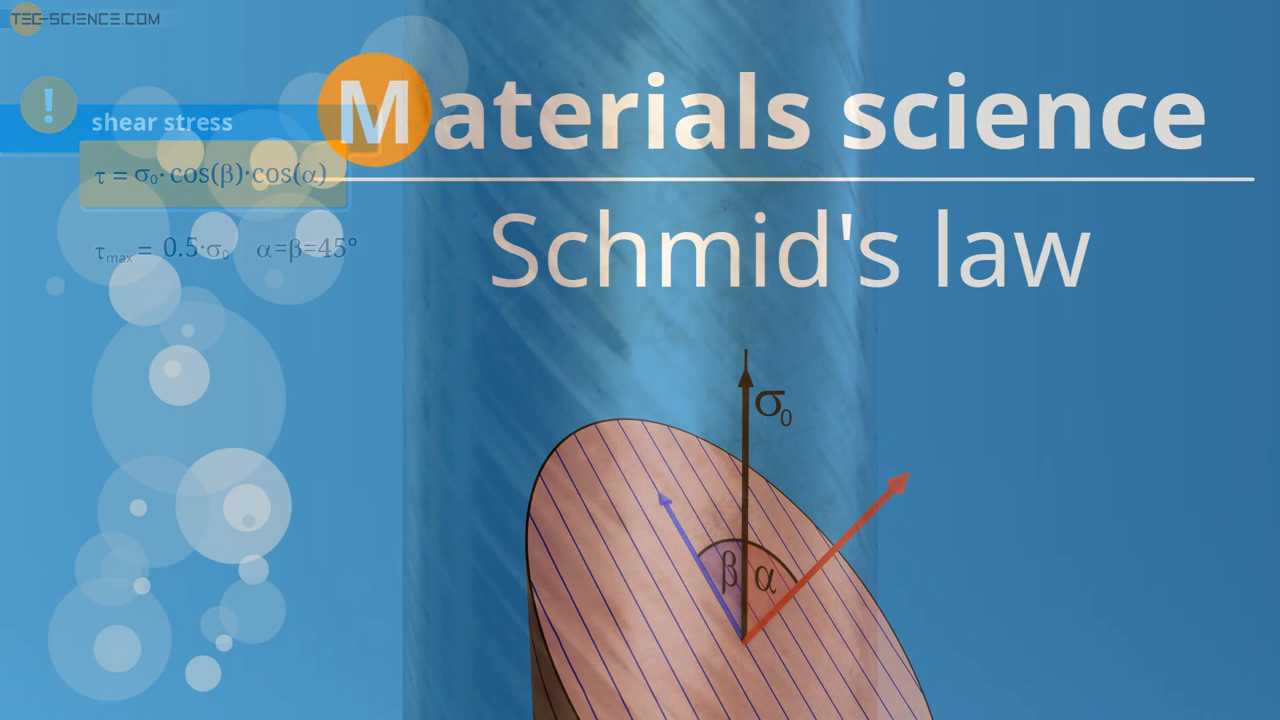 TEC-SCIENCE.COM
Materials science
Schmid's law
!
shear stress
τ = σ₀· cos(β)·cos(α)
τmax = 0.5·σ₀ α=β=45°
σ₀
β α